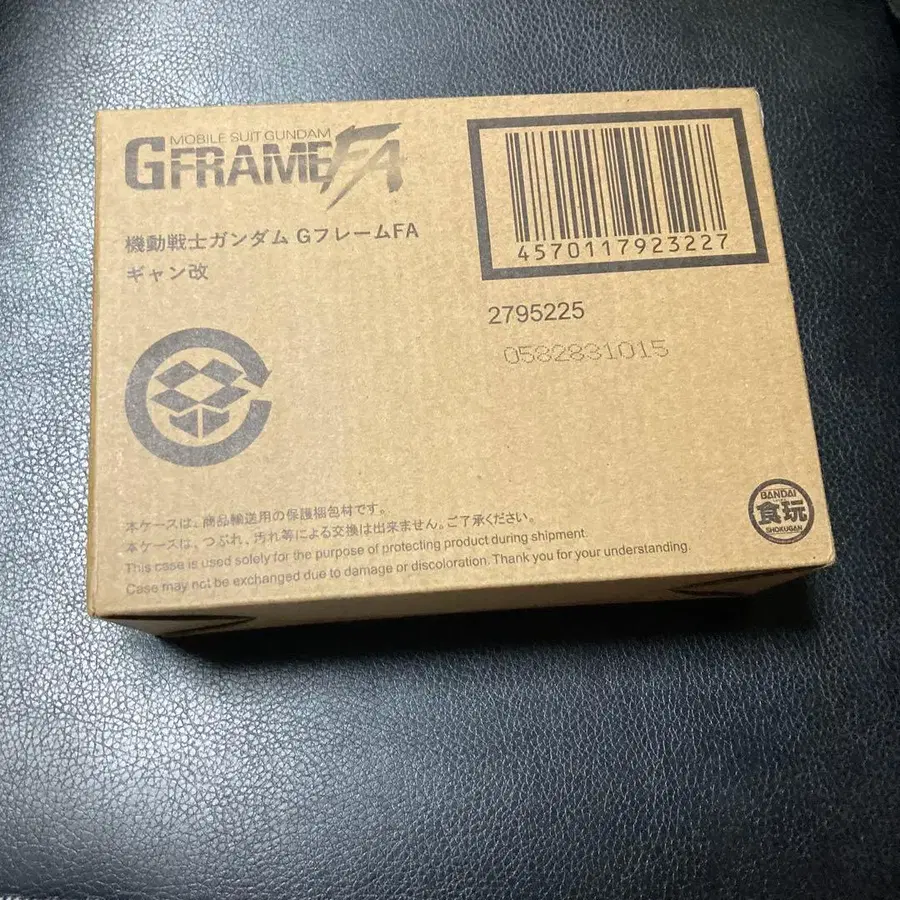 MOBILE SUIT GUNDAM
GFRAMEFA
機動戦士ガンダム GフレームFA
ギャン改
4570117923227
2795225
0582831015
本ケースは、商品輸送用の保護梱包材です。
本ケースは、つぶれ、汚れ等による交換は出来ません。ご了承ください。
This case is used solely for the purpose of protecting product during shipment.
Case may not be exchanged due to damage or discoloration. Thank you for your understanding.
BANDAI
食玩
SHOKUGAN